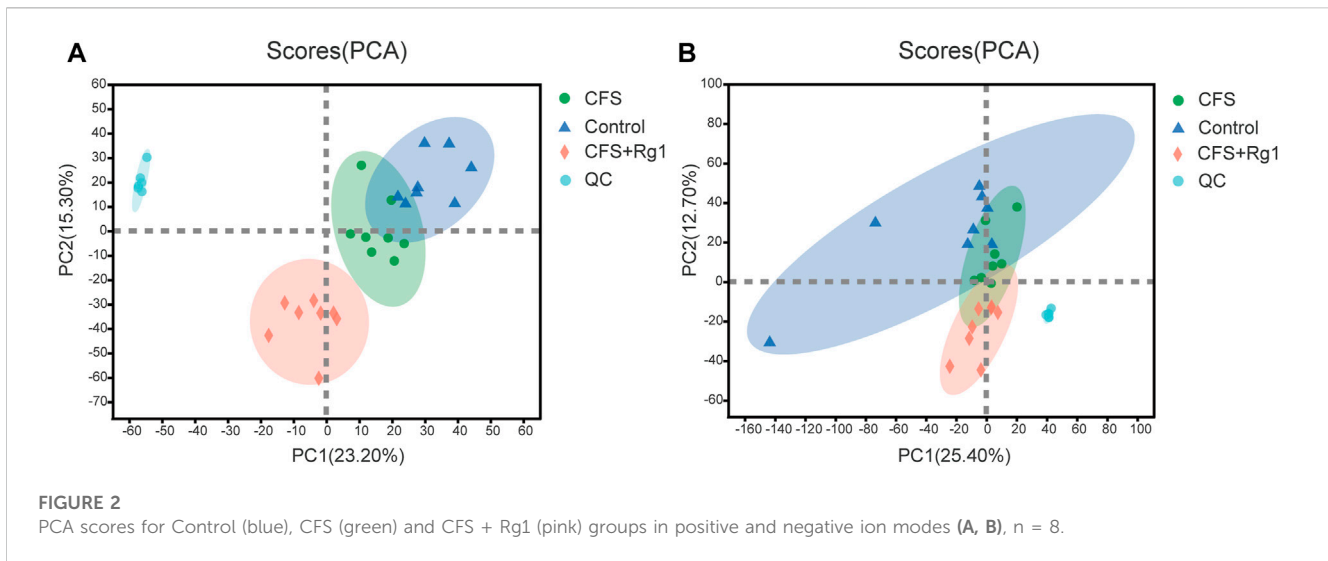 A
Scores(PCA)
60
50
40
30
20
10
0
-10
-20
-30
-40
-50
-60
-70
PC2(15.30%)
-60 -50 -40 -30 -20 -10 0 10 20 30 40 50 60
PC1(23.20%)
CFS
Control
CFS+Rg1
QC
B
Scores(PCA)
100
80
60
40
20
0
-20
-40
-60
PC2(12.70%)
-160 -140 -120 -100 -80 -60 -40 -20 0 20 40 60 80 100
PC1(25.40%)
CFS
Control
CFS+Rg1
QC
FIGURE 2
PCA scores for Control (blue), CFS (green) and CFS + Rg1 (pink) groups in positive and negative ion modes (A, B), n = 8.